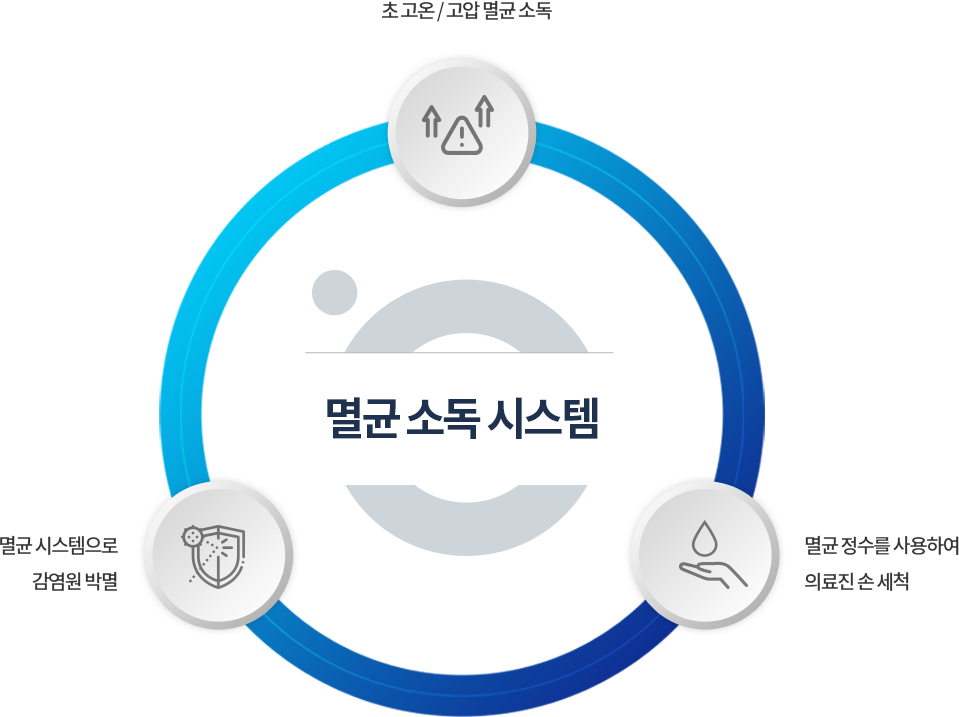 초 고온 / 고압 멸균 소독
멸균 소독 시스템
멸균 시스템으로
감염원 박멸
멸균 정수를 사용하여
의료진 손 세척